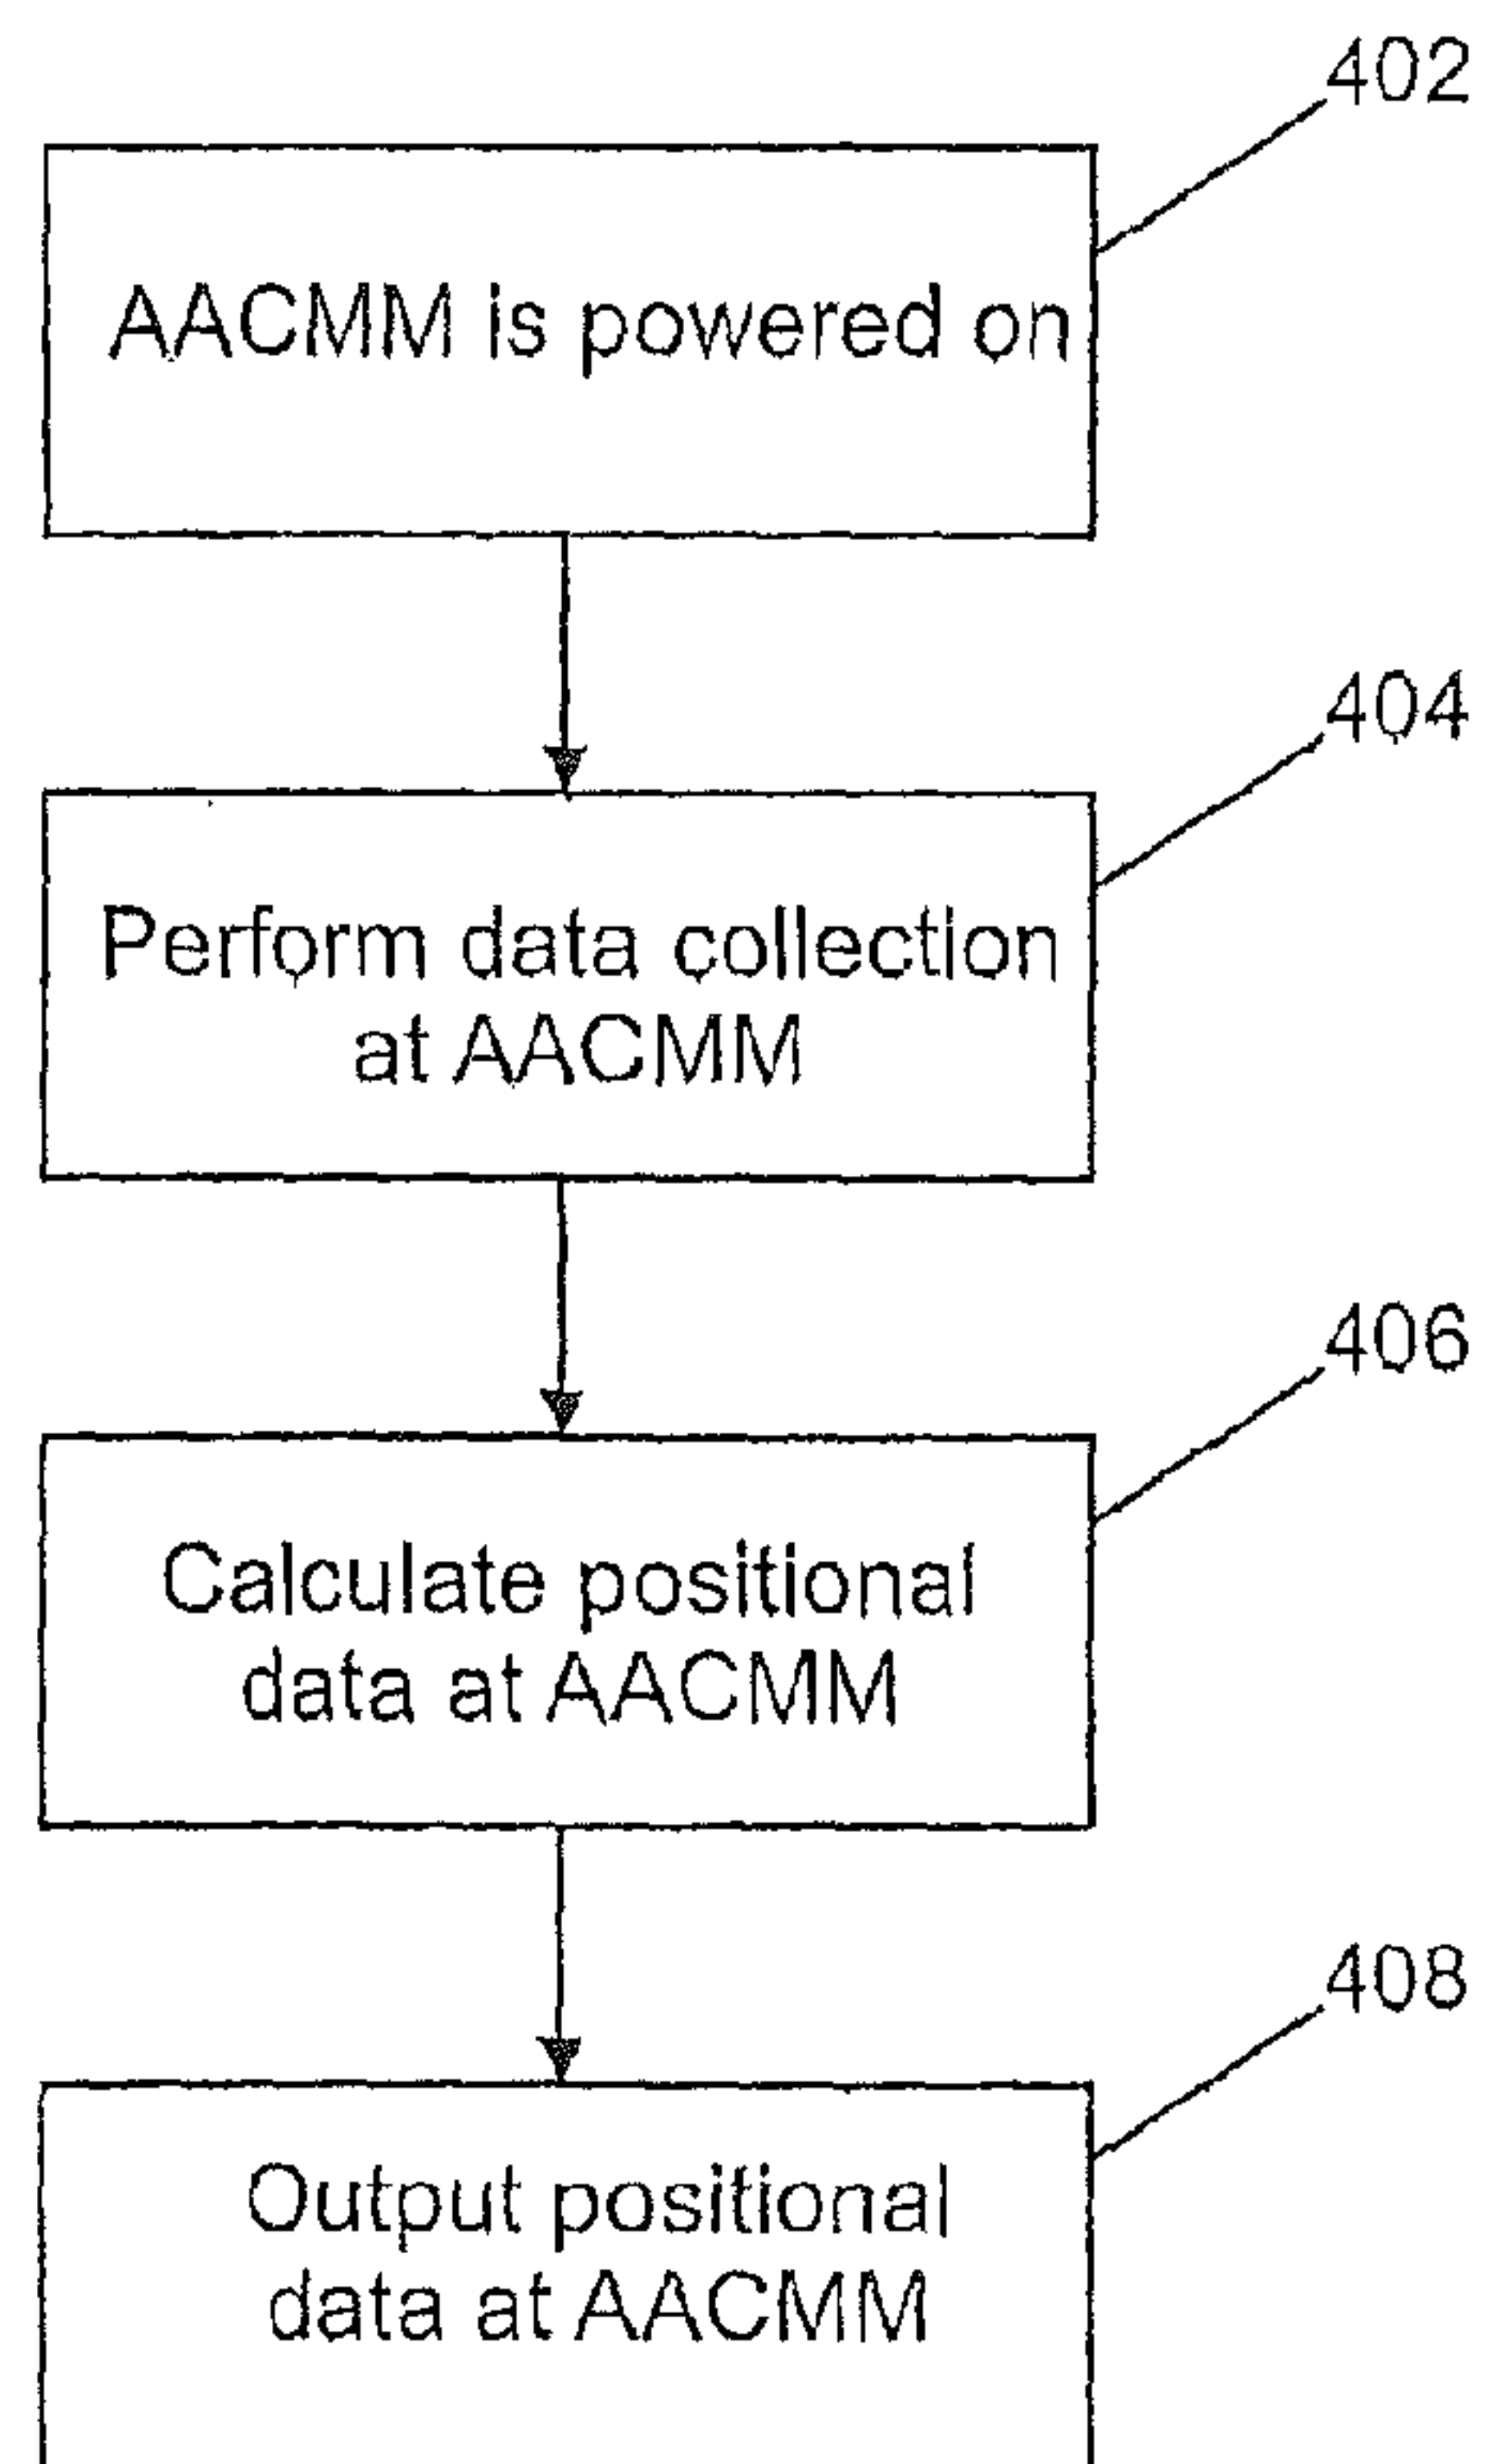 402
AACMM is powered on
404
Perform data collection
at AACMM
406
Calculate positional
data at AACMM
408
Output positional
data at AACMM